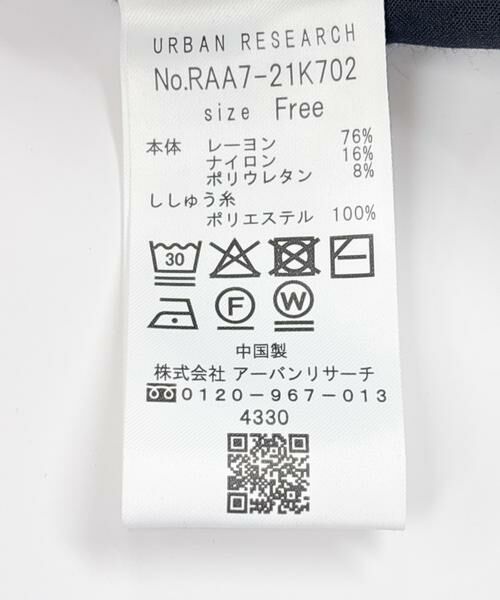 URBAN RESEARCH
No.RAA7-21K702
size Free
本体 レーヨン 76%
ナイロン 16%
ポリウレタン 8%
ししゅう糸
ポリエステル 100%
30
F W
中国製
株式会社 アーバンリサーチ
0120-967-013
4330